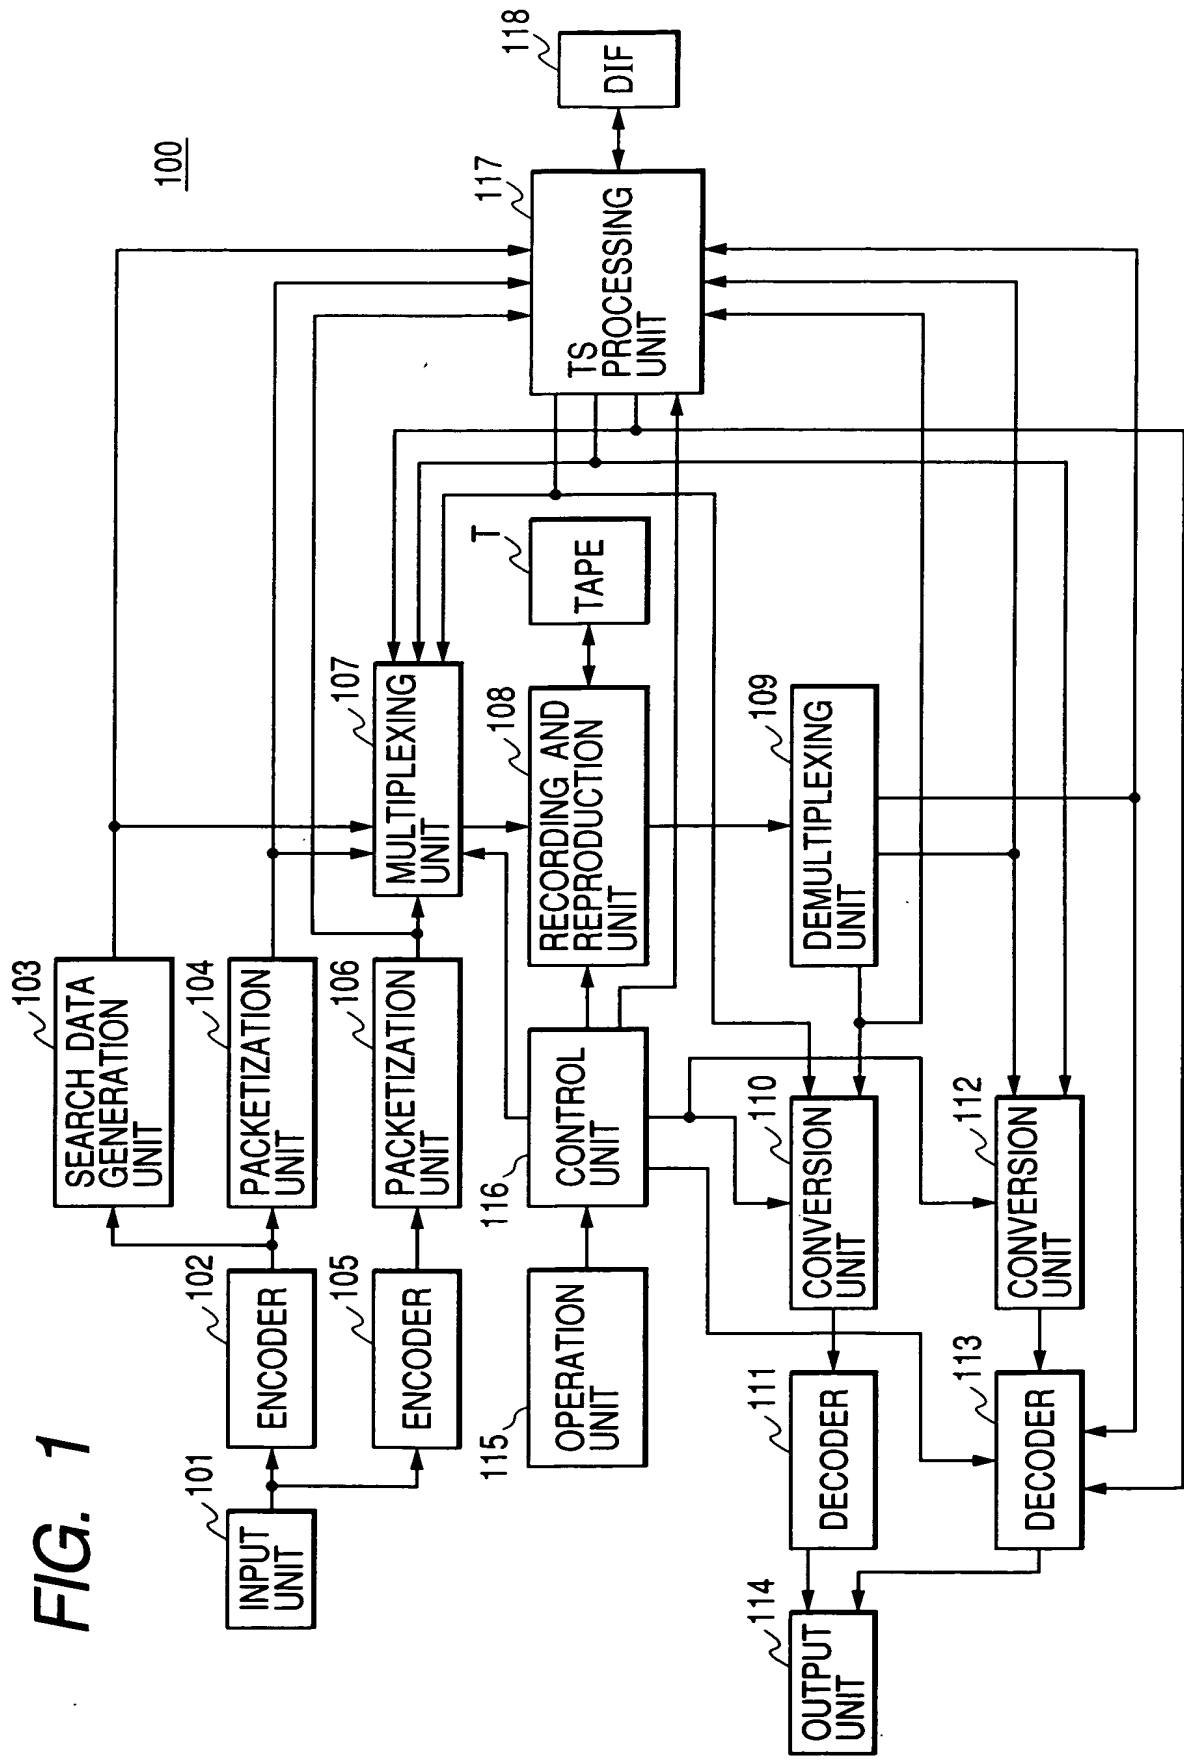 FIG. 1
100
101
INPUT
UNIT
102
ENCODER
103
SEARCH DATA
GENERATION
UNIT
104
PACKETIZATION
UNIT
105
ENCODER
106
PACKETIZATION
UNIT
107
MULTIPLEXING
UNIT
108
RECORDING AND
REPRODUCTION
UNIT
T
TAPE
117
TS
PROCESSING
UNIT
118
DIF
115
OPERATION
UNIT
116
CONTROL
UNIT
109
DEMULTIPLEXING
UNIT
110
CONVERSION
UNIT
111
DECODER
112
CONVERSION
UNIT
113
DECODER
114
OUTPUT
UNIT